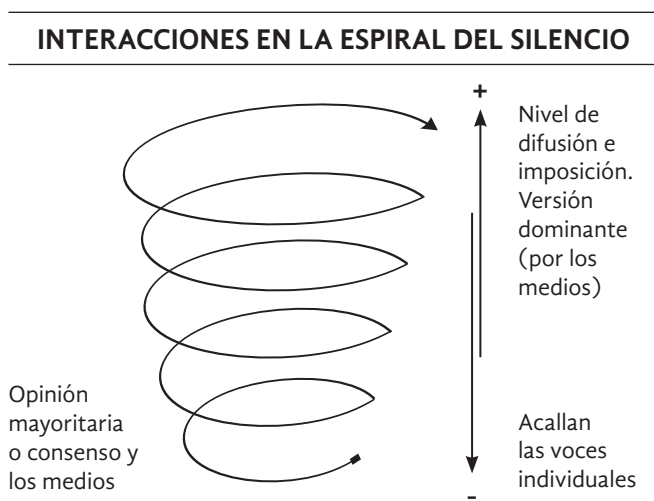 INTERACCIONES EN LA ESPIRAL DEL SILENCIO
+
Nivel de
difusión e
imposición.
Versión
dominante
(por los
medios)
Opinión
mayoritaria
o consenso y
los medios
Acallan
las voces
individuales
-